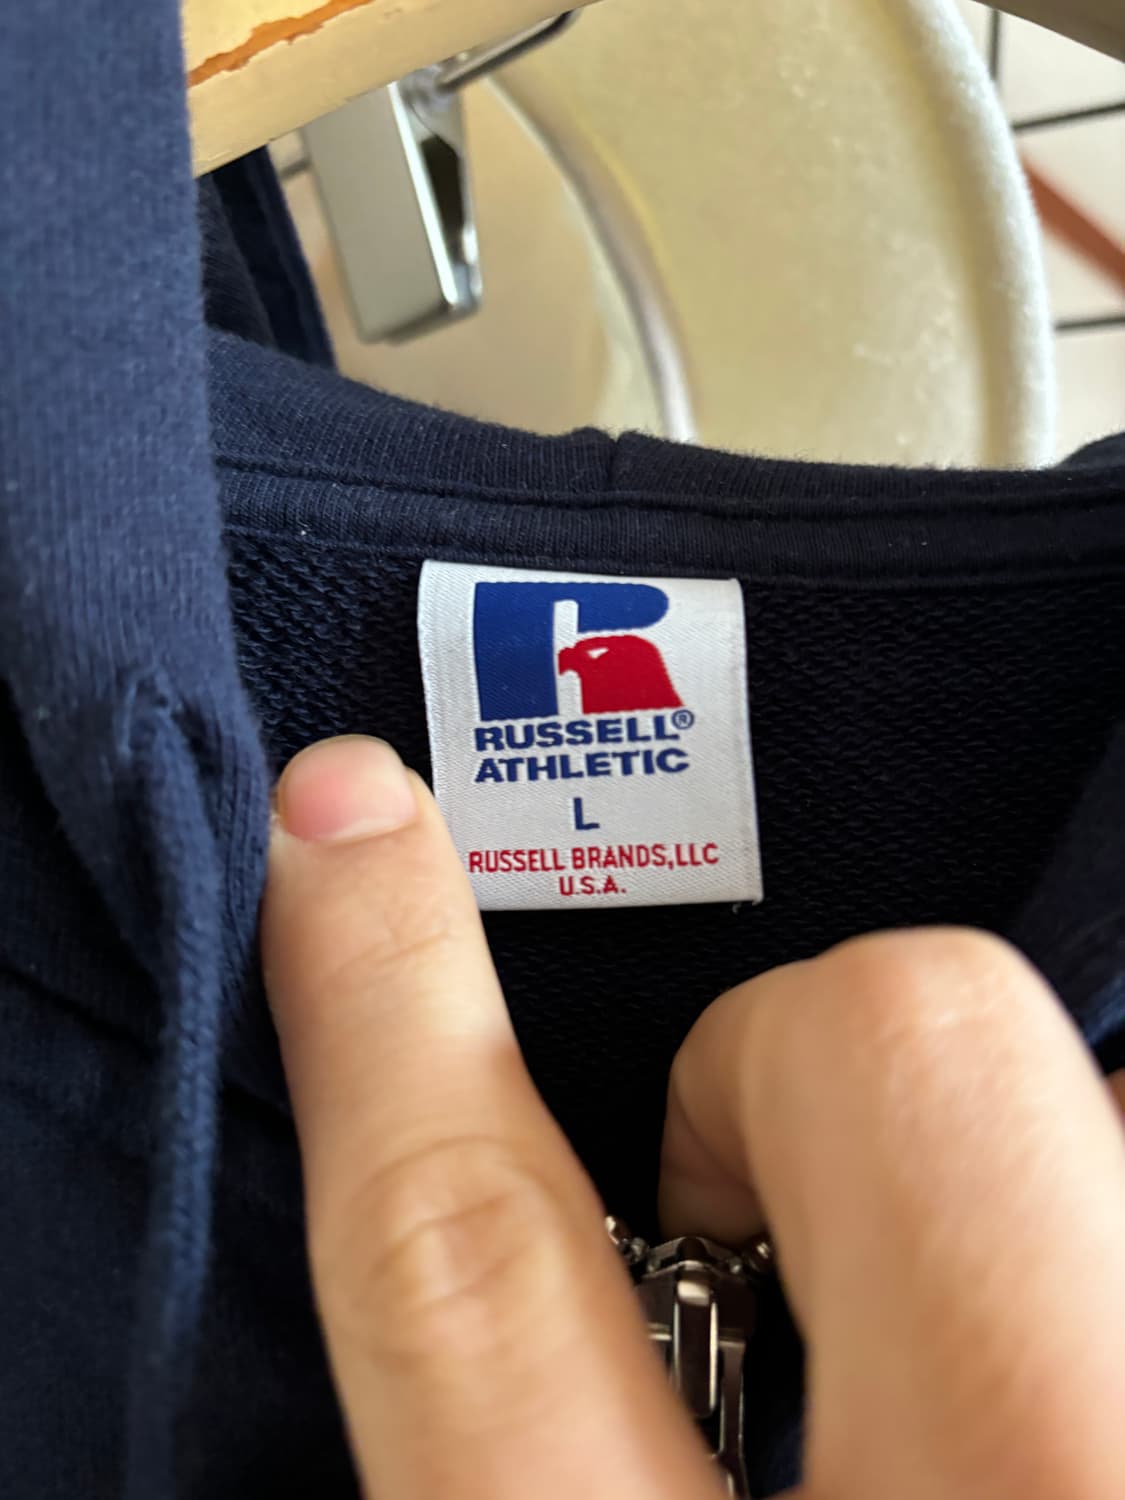 RUSSELL®
ATHLETIC
L
RUSSELL BRANDS,LLC
U.S.A.